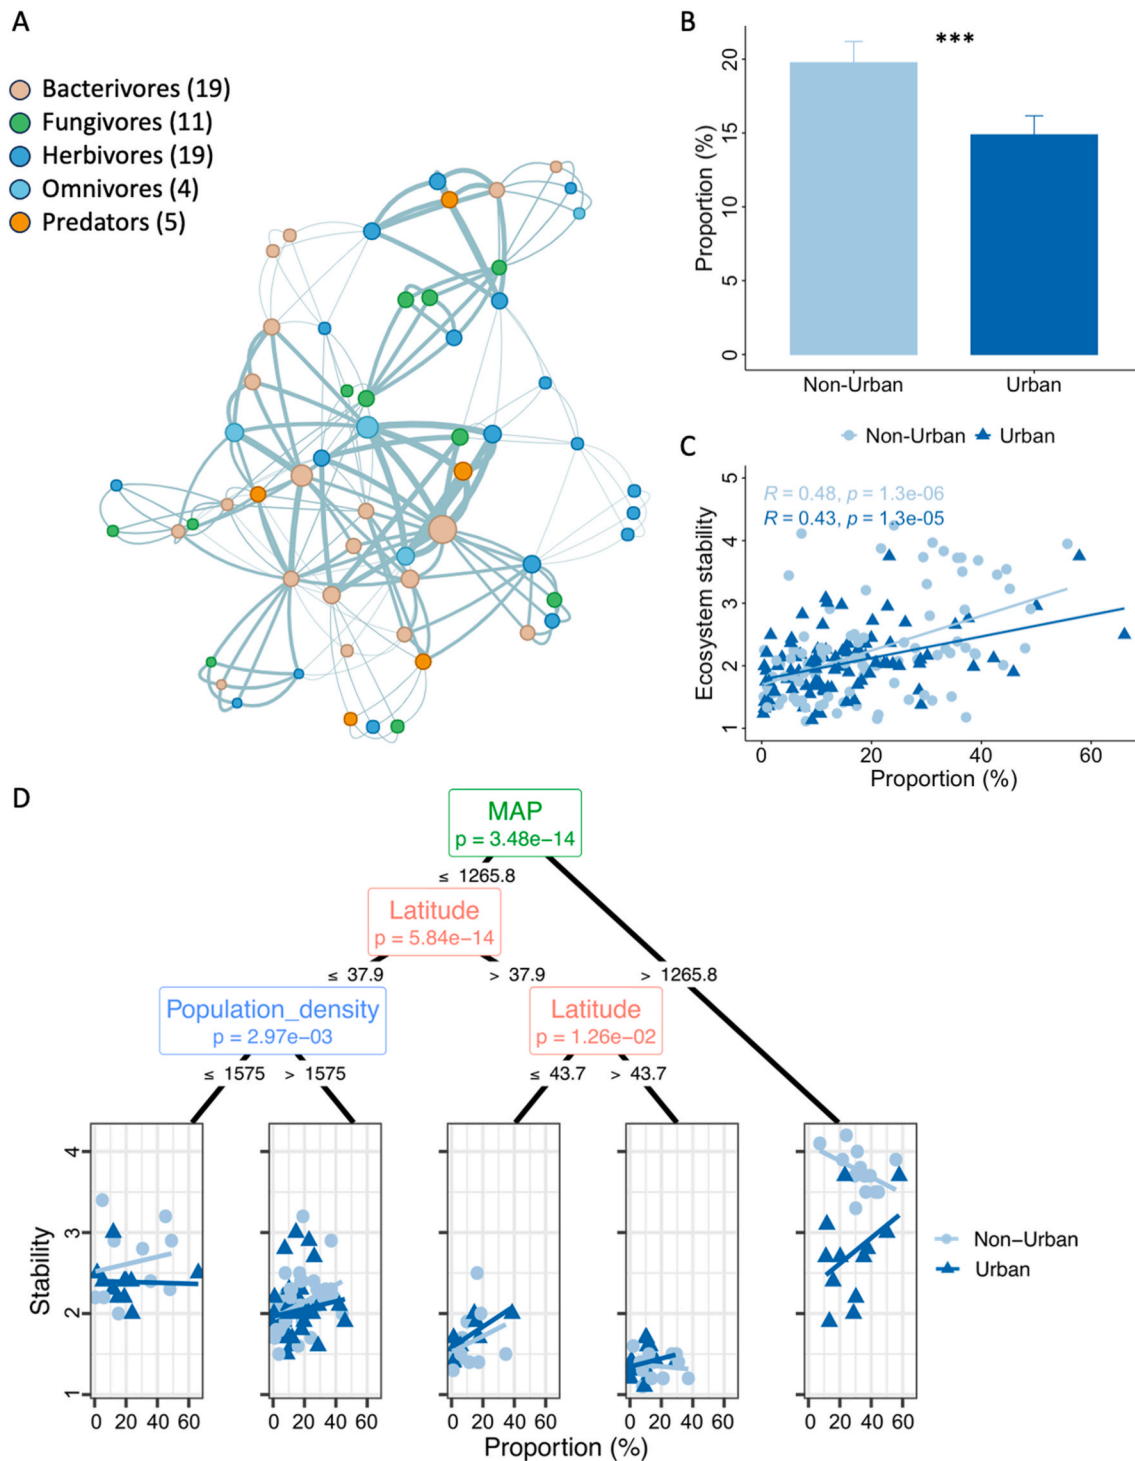 A
Bacterivores (19)
Fungivores (11)
Herbivores (19)
Omnivores (4)
Predators (5)
B
***
Proportion (%)
20
15
10
5
0
Non-Urban
Urban
Non-Urban
Urban
C
R = 0.48, p = 1.3e-06
R = 0.43, p = 1.3e-05
Ecosystem stability
5
4
3
2
1
0
20
40
60
Proportion (%)
D
MAP
p = 3.48e−14
≤ 1265.8
Latitude
p = 5.84e−14
≤ 37.9
> 37.9
> 1265.8
Population_density
p = 2.97e−03
Latitude
p = 1.26e−02
≤ 1575
> 1575
≤ 43.7
> 43.7
Stability
4
3
2
1
0 20 40 60
0 20 40 60
0 20 40 60
0 20 40 60
0 20 40 60
Proportion (%)
Non−Urban
Urban